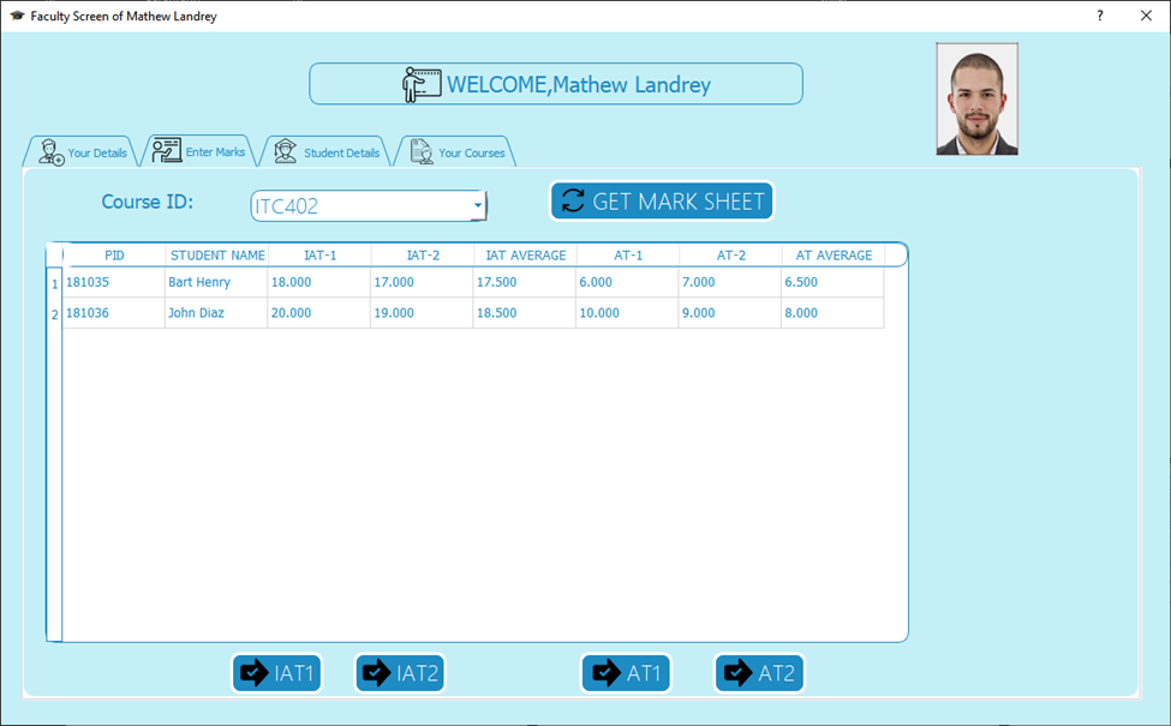 Faculty Screen of Mathew Landrey ?
WELCOME,Mathew Landrey
Your Details Enter Marks Student Details Your Courses
Course ID: ITC402 GET MARK SHEET
PID STUDENT NAME IAT-1 IAT-2 IAT AVERAGE AT-1 AT-2 AT AVERAGE
1 181035 Bart Henry 18.000 17.000 17.500 6.000 7.000 6.500
2 181036 John Diaz 20.000 19.000 18.500 10.000 9.000 8.000
IAT1 IAT2 AT1 AT2